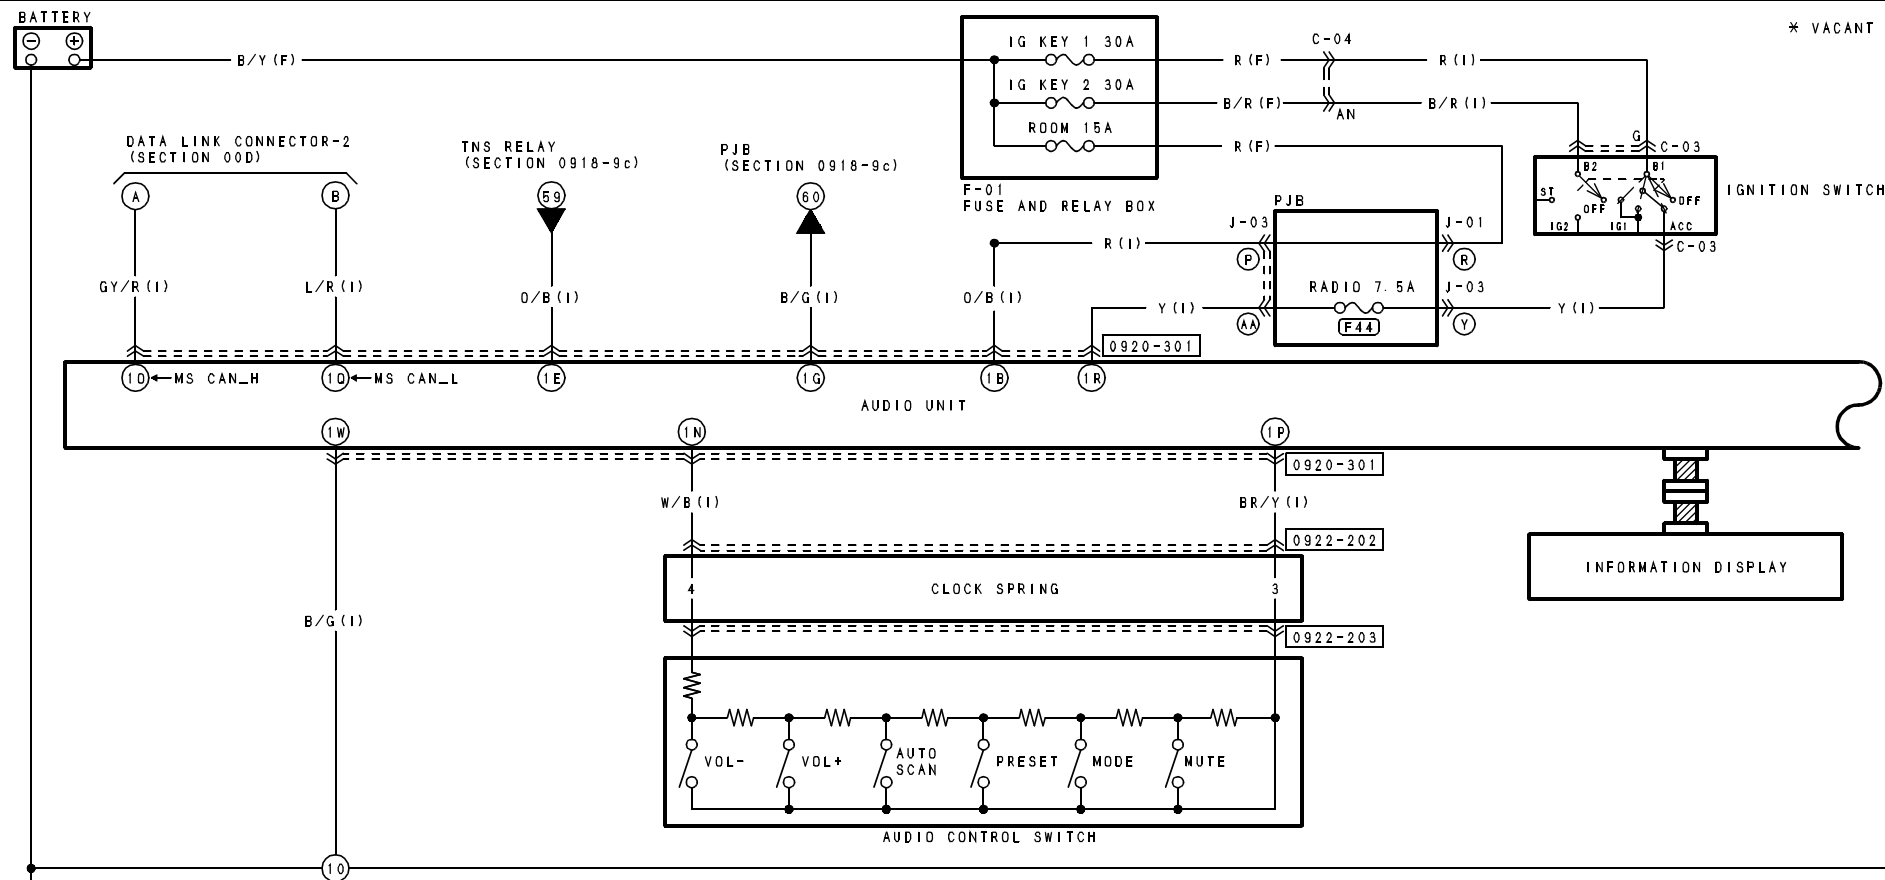 BATTERY
* VACANT
IG KEY 1 30A
C-04
B/Y(F)
R(F)
R(I)
IG KEY 2 30A
B/R(F)
B/R(I)
AN
ROOM 15A
R(F)
G
C-03
DATA LINK CONNECTOR-2
(SECTION 00D)
TNS RELAY
(SECTION 0918-9c)
PJB
(SECTION 0918-9c)
B2
B1
ST
OFF
OFF
IG2
IG1
ACC
IGNITION SWITCH
C-03
A
B
59
60
F-01
FUSE AND RELAY BOX
PJB
J-03
J-01
R(I)
P
R
GY/R(I)
L/R(I)
O/B(I)
B/G(I)
O/B(I)
RADIO 7.5A
J-03
Y(I)
Y(I)
AA
F44
Y
0920-301
1O
MS CAN_H
1Q
MS CAN_L
1E
1G
1B
1R
AUDIO UNIT
1W
1N
1P
0920-301
W/B(I)
BR/Y(I)
0922-202
4
CLOCK SPRING
3
INFORMATION DISPLAY
B/G(I)
0922-203
VOL-
VOL+
AUTO
SCAN
PRESET
MODE
MUTE
AUDIO CONTROL SWITCH
10